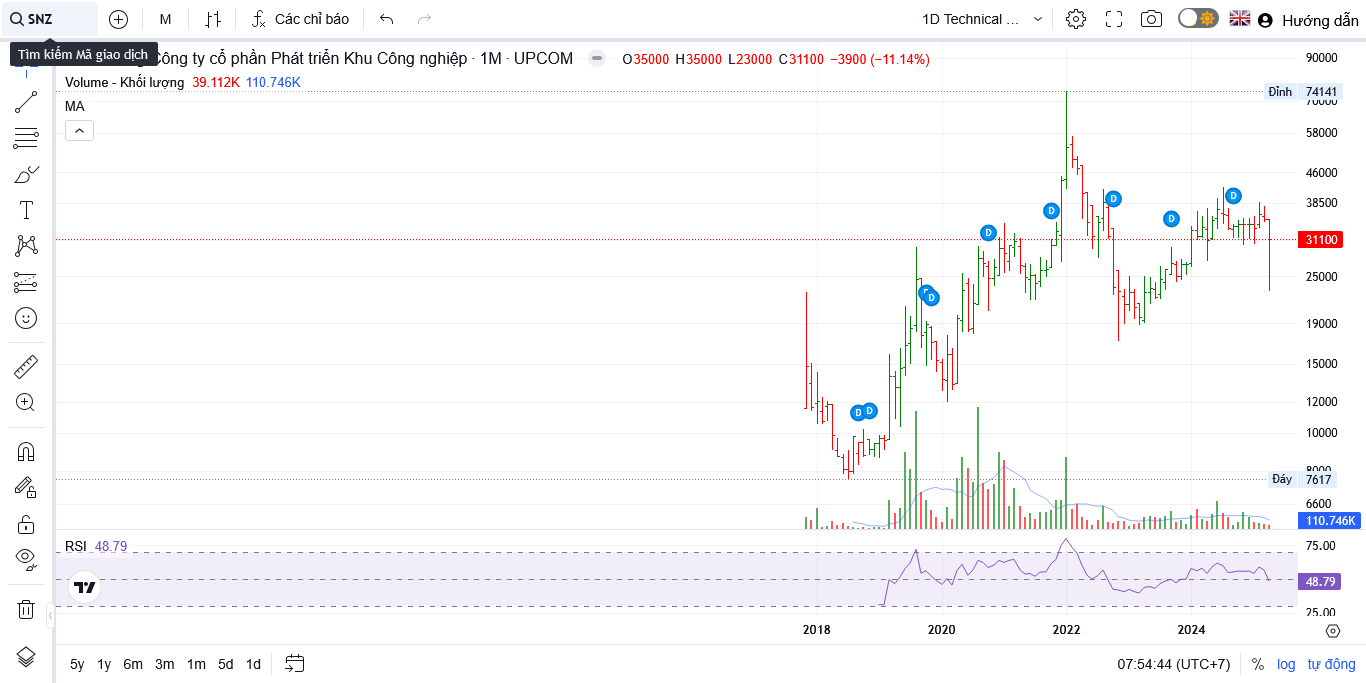 SNZ
M
Các chỉ báo
1D Technical ...
Hướng dẫn
Tìm kiếm Mã giao dịch
Công ty cổ phần Phát triển Khu Công nghiệp · 1M · UPCOM
O35000 H35000 L23000 C31100 −3900 (−11.14%)
Volume - Khối lượng 39.112K 110.746K
MA
90000
Đỉnh 74141
70000
58000
46000
38500
31100
25000
19000
15000
12000
10000
8000
Đáy 7617
6600
110.746K
D
D
D
D
D
D
D
D
RSI 48.79
75.00
48.79
25.00
2018
2020
2022
2024
5y 1y 6m 3m 1m 5d 1d
07:54:44 (UTC+7)
% log tự động